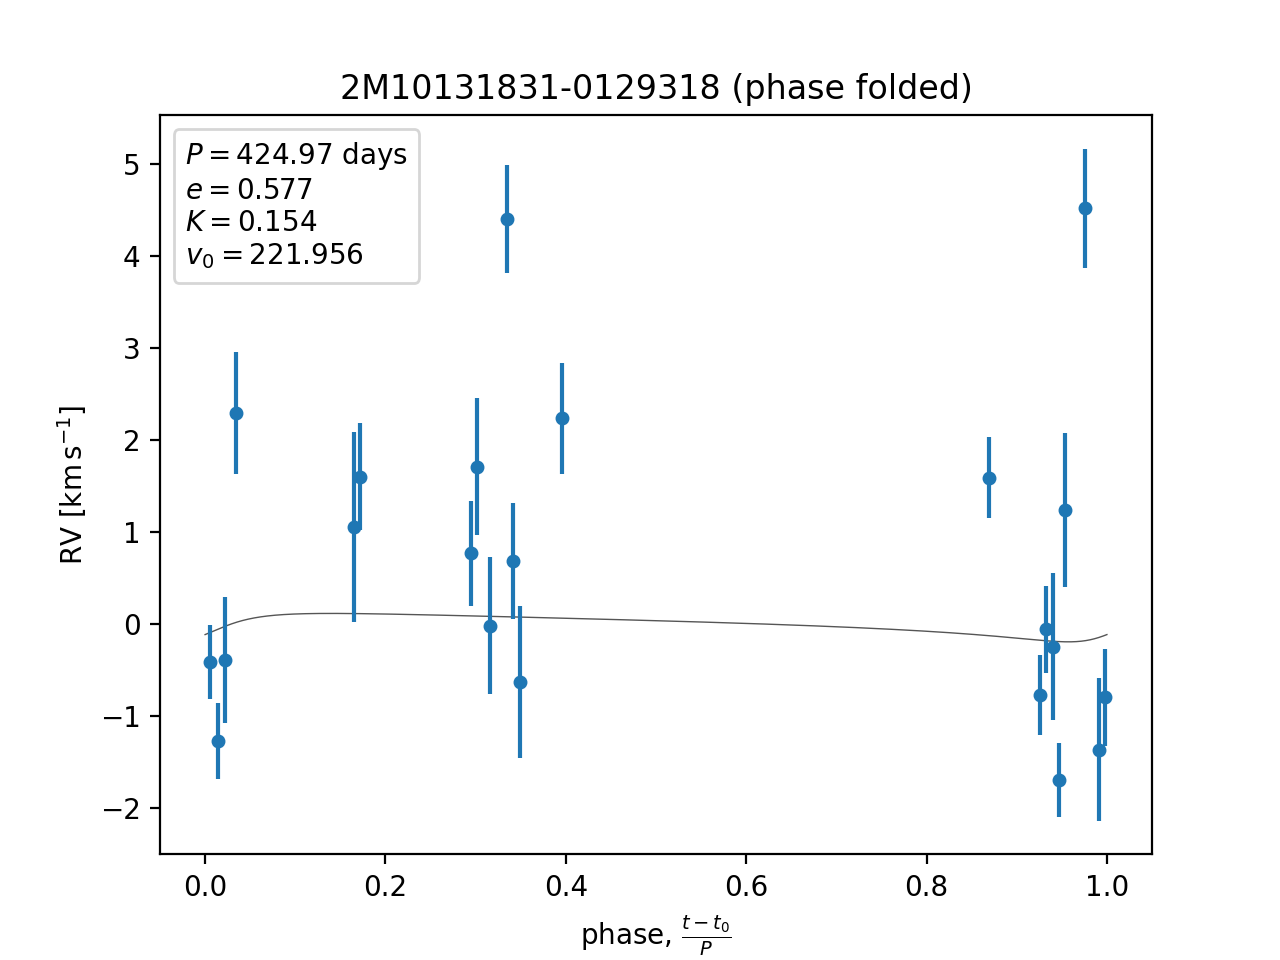 2M10131831-0129318 (phase folded)
P = 424.97 days
e = 0.577
K = 0.154
v₀ = 221.956
5
4
3
2
1
0
−1
−2
RV [km s⁻¹]
0.0 0.2 0.4 0.6 0.8 1.0
phase, (t − t₀)/P